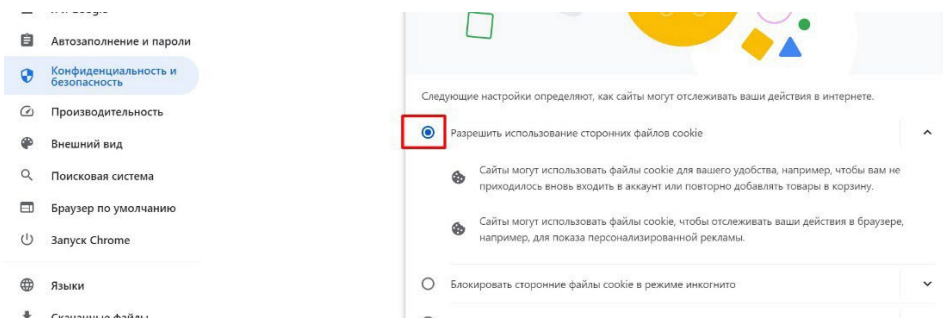 Автозаполнение и пароли
Конфиденциальность и
безопасность
Производительность
Внешний вид
Поисковая система
Браузер по умолчанию
Запуск Chrome
Языки
Скачанные файлы
Следующие настройки определяют, как сайты могут отслеживать ваши действия в интернете.
Разрешить использование сторонних файлов cookie
Сайты могут использовать файлы cookie для вашего удобства, например, чтобы вам не
приходилось вновь входить в аккаунт или повторно добавлять товары в корзину.
Сайты могут использовать файлы cookie, чтобы отслеживать ваши действия в браузере,
например, для показа персонализированной рекламы.
Блокировать сторонние файлы cookie в режиме инкогнито